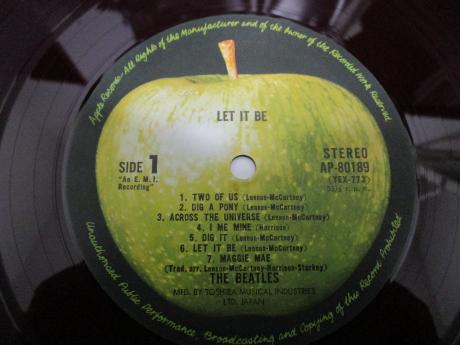 Apple Records-All Rights of the Manufacturer and of the Owner of the Recorded Work Reserved
LET IT BE
SIDE 1
"An E.M.I.
Recording"
STEREO
AP-80189
(YEX-773)
33⅓ r.p.m.
1. TWO OF US (Lennon-McCartney)
2. DIG A PONY (Lennon-McCartney)
3. ACROSS THE UNIVERSE (Lennon-McCartney)
4. I ME MINE (Harrison)
5. DIG IT (Lennon-McCartney)
6. LET IT BE (Lennon-McCartney)
7. MAGGIE MAE
(Trad. arr. Lennon-McCartney-Harrison-Starkey)
THE BEATLES
MFD. BY TOSHIBA MUSICAL INDUSTRIES
LTD. JAPAN
Unauthorised Public Performance, Broadcasting and Copying of this Record Prohibited